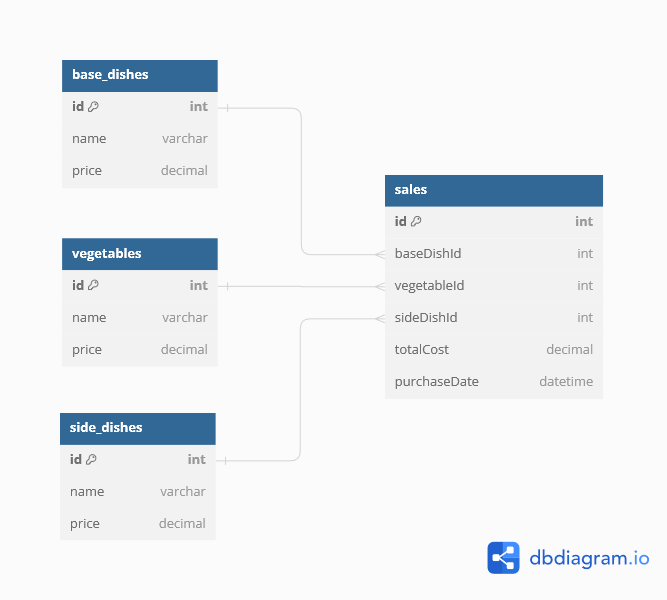 base_dishes
id int
name varchar
price decimal
vegetables
id int
name varchar
price decimal
side_dishes
id int
name varchar
price decimal
sales
id int
baseDishId int
vegetableId int
sideDishId int
totalCost decimal
purchaseDate datetime
dbdiagram.io